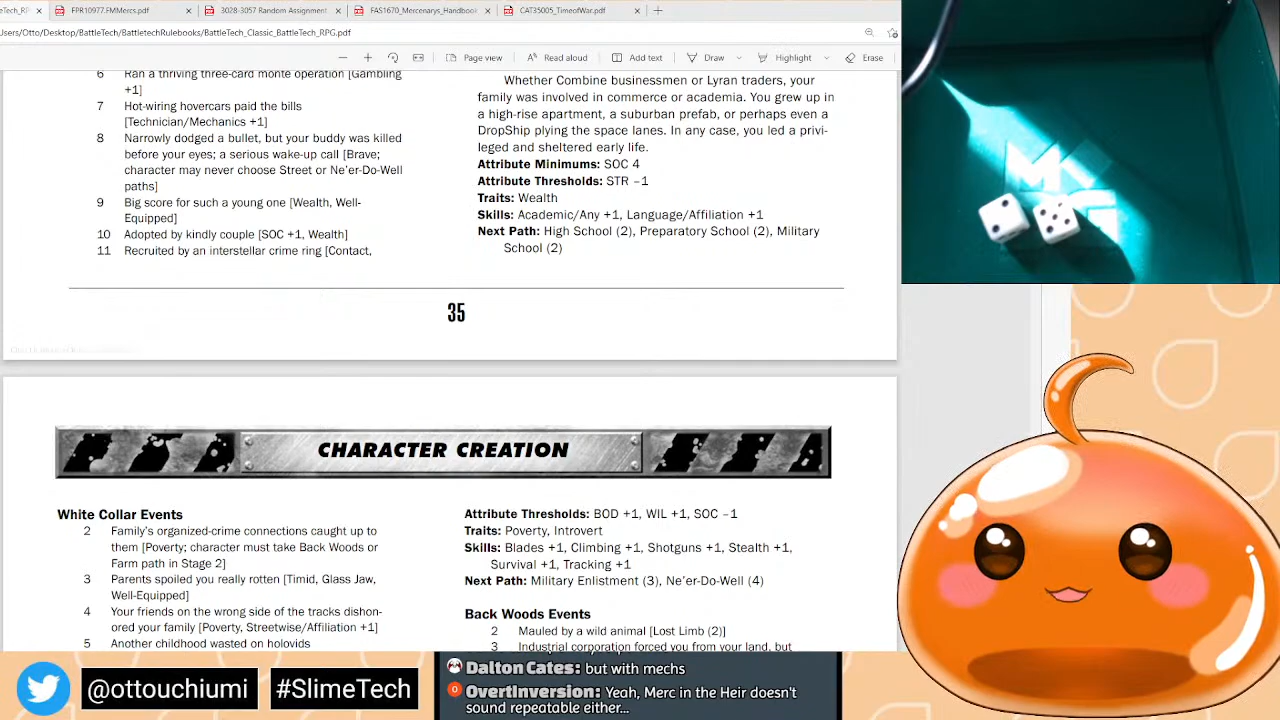 eTech_RP
FPR10977.FMMercs.pdf
3028-3057 Random Assignment
FAS1670_Mercenarys_Handbook
CAT35005_TimeofWar.pdf
sers/Otto/Desktop/BattleTech/BattletechRulebooks/BattleTech_Classic_BattleTech_RPG.pdf
Page view
Read aloud
Add text
Draw
Highlight
Erase
6 Ran a thriving three-card monte operation [Gambling
+1]
7 Hot-wiring hovercars paid the bills
[Technician/Mechanics +1]
8 Narrowly dodged a bullet, but your buddy was killed
before your eyes; a serious wake-up call [Brave;
character may never choose Street or Ne'er-Do-Well
paths]
9 Big score for such a young one [Wealth, Well-
Equipped]
10 Adopted by kindly couple [SOC +1, Wealth]
11 Recruited by an interstellar crime ring [Contact,
Whether Combine businessmen or Lyran traders, your
family was involved in commerce or academia. You grew up in
a high-rise apartment, a suburban prefab, or perhaps even a
DropShip plying the space lanes. In any case, you led a privi-
leged and sheltered early life.
Attribute Minimums: SOC 4
Attribute Thresholds: STR –1
Traits: Wealth
Skills: Academic/Any +1, Language/Affiliation +1
Next Path: High School (2), Preparatory School (2), Military
School (2)
35
CHARACTER CREATION
White Collar Events
2 Family's organized-crime connections caught up to
them [Poverty; character must take Back Woods or
Farm path in Stage 2]
3 Parents spoiled you really rotten [Timid, Glass Jaw,
Well-Equipped]
4 Your friends on the wrong side of the tracks dishon-
ored your family [Poverty, Streetwise/Affiliation +1]
5 Another childhood wasted on holovids
Attribute Thresholds: BOD +1, WIL +1, SOC –1
Traits: Poverty, Introvert
Skills: Blades +1, Climbing +1, Shotguns +1, Stealth +1,
Survival +1, Tracking +1
Next Path: Military Enlistment (3), Ne'er-Do-Well (4)
Back Woods Events
2 Mauled by a wild animal [Lost Limb (2)]
3 Industrial corporation forced you from your land, but
@ottouchiumi
#SlimeTech
Dalton Cates: but with mechs
OvertInversion: Yeah, Merc in the Heir doesn't
sound repeatable either...